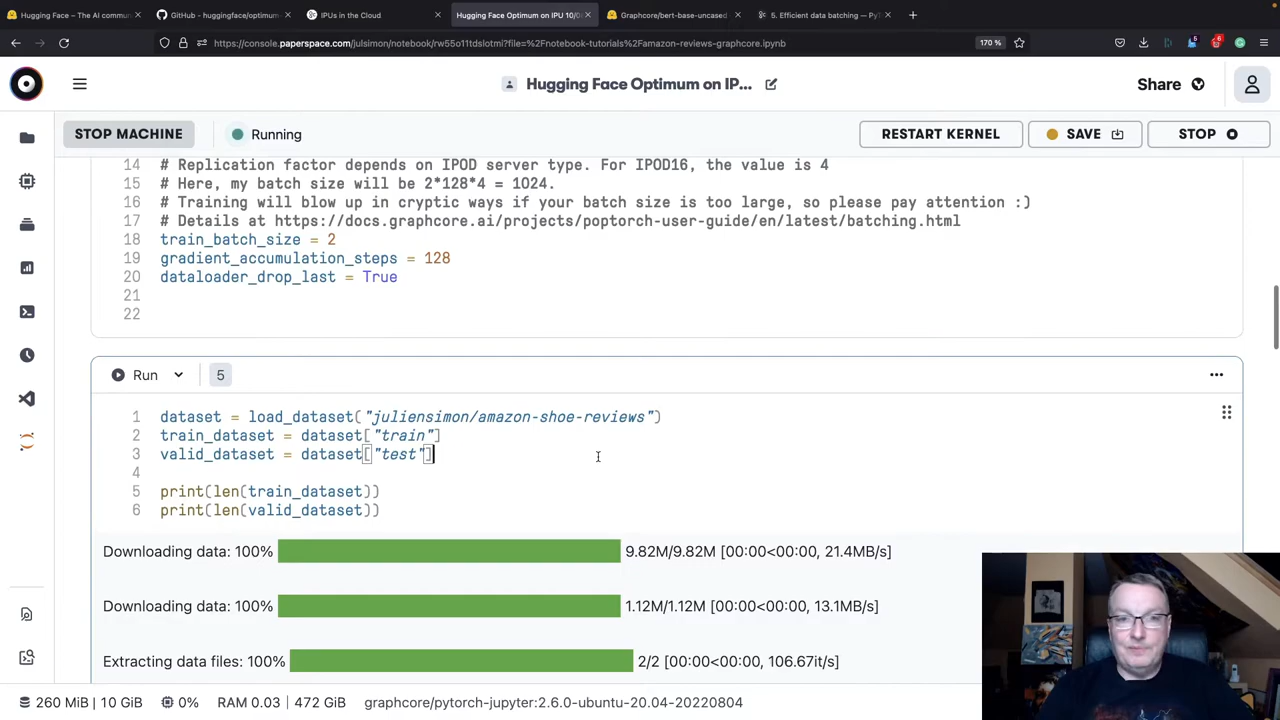 Hugging Face – The AI commun
GitHub - huggingface/optimum
IPUs in the Cloud
Hugging Face Optimum on IPU 10/0
Graphcore/bert-base-uncased
5. Efficient data batching — PyT
https://console.paperspace.com/julsimon/notebook/rw55o11tdslotmi?file=%2Fnotebook-tutorials%2Famazon-reviews-graphcore.ipynb
170 %
5
6
Hugging Face Optimum on IP...
Share
STOP MACHINE
Running
RESTART KERNEL
SAVE
STOP
14 # Replication factor depends on IPOD server type. For IPOD16, the value is 4
15 # Here, my batch size will be 2*128*4 = 1024.
16 # Training will blow up in cryptic ways if your batch size is too large, so please pay attention :)
17 # Details at https://docs.graphcore.ai/projects/poptorch-user-guide/en/latest/batching.html
18 train_batch_size = 2
19 gradient_accumulation_steps = 128
20 dataloader_drop_last = True
21
22
Run
5
1 dataset = load_dataset("juliensimon/amazon-shoe-reviews")
2 train_dataset = dataset["train"]
3 valid_dataset = dataset["test"]
4
5 print(len(train_dataset))
6 print(len(valid_dataset))
Downloading data: 100% 9.82M/9.82M [00:00<00:00, 21.4MB/s]
Downloading data: 100% 1.12M/1.12M [00:00<00:00, 13.1MB/s]
Extracting data files: 100% 2/2 [00:00<00:00, 106.67it/s]
260 MiB | 10 GiB
0%
RAM 0.03 | 472 GiB
graphcore/pytorch-jupyter:2.6.0-ubuntu-20.04-20220804